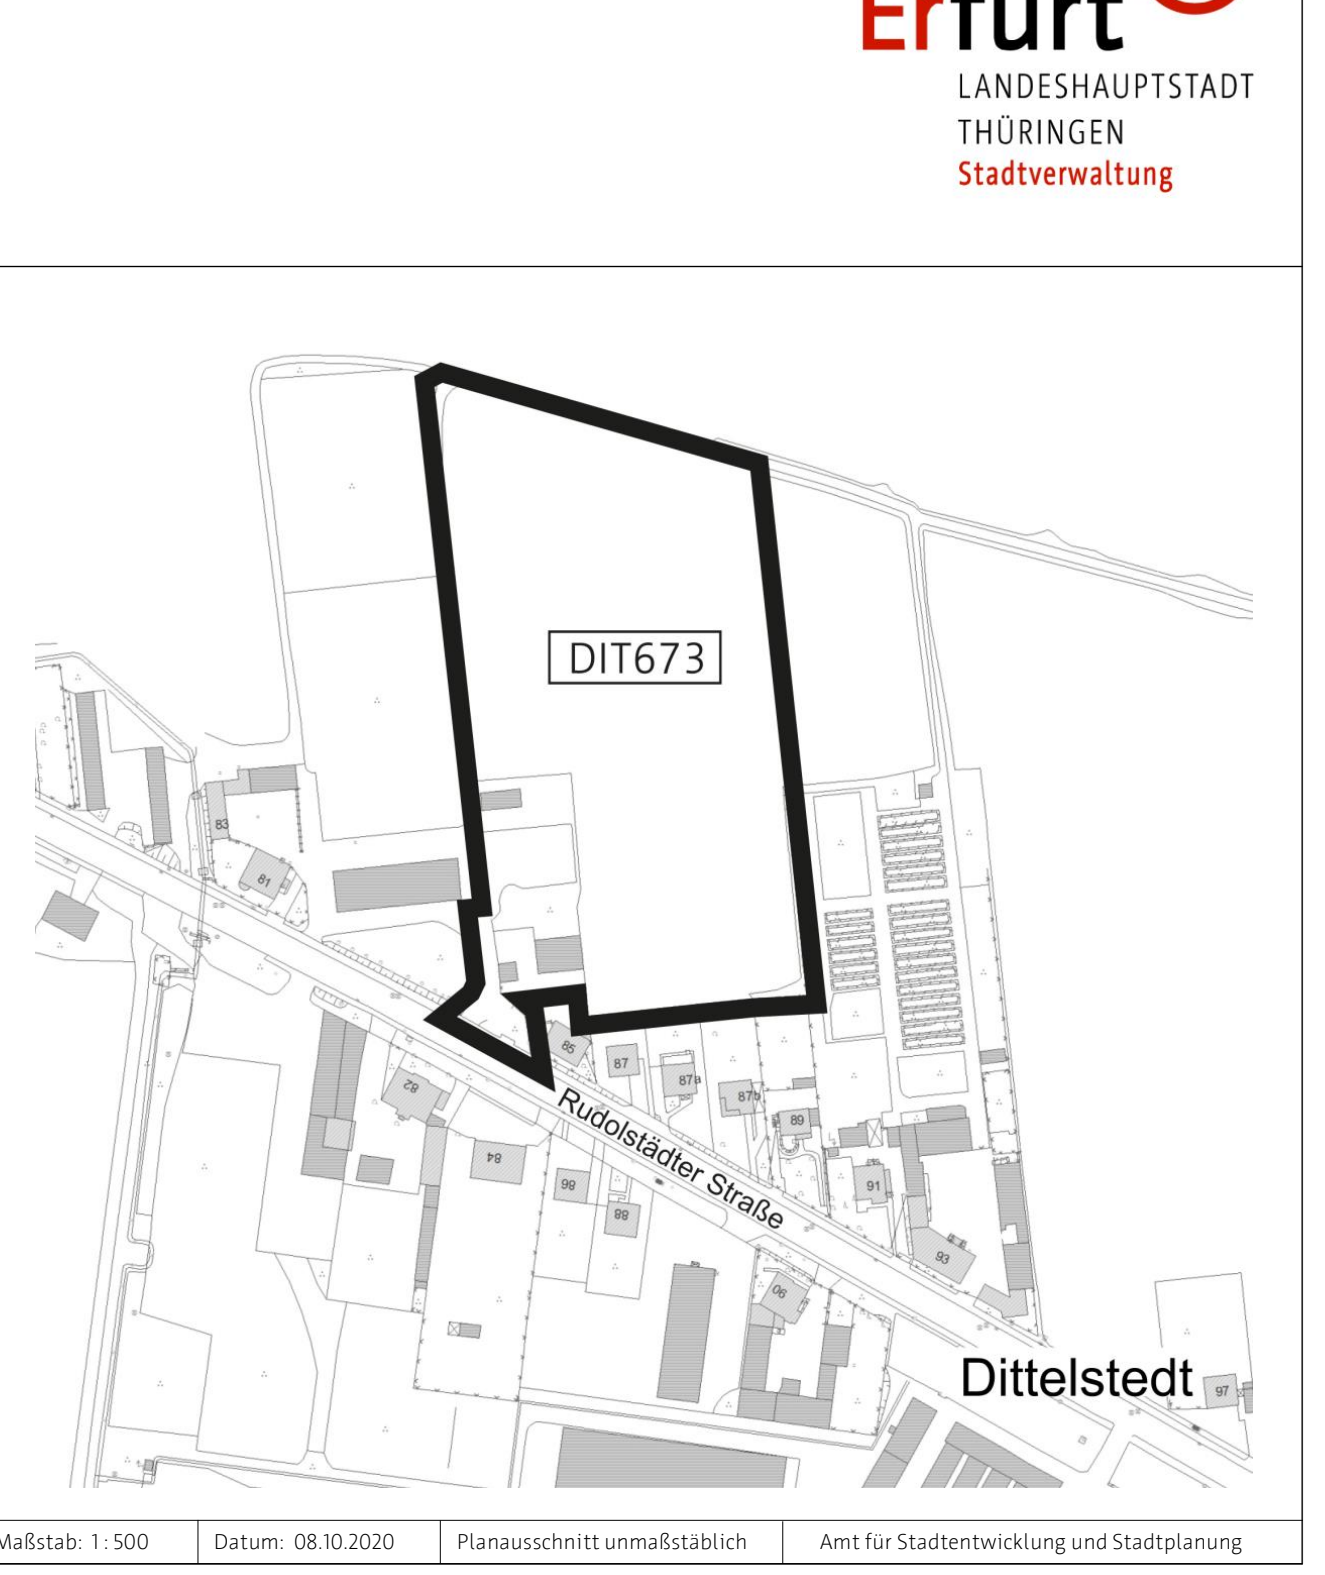 Erfurt
LANDESHAUPTSTADT
THÜRINGEN
Stadtverwaltung
DIT673
83
81
85
87
87a
82
87b
89
84
86
91
88
93
90
Rudolstädter Straße
Dittelstedt
97
Maßstab: 1 : 500
Datum: 08.10.2020
Planausschnitt unmaßstäblich
Amt für Stadtentwicklung und Stadtplanung